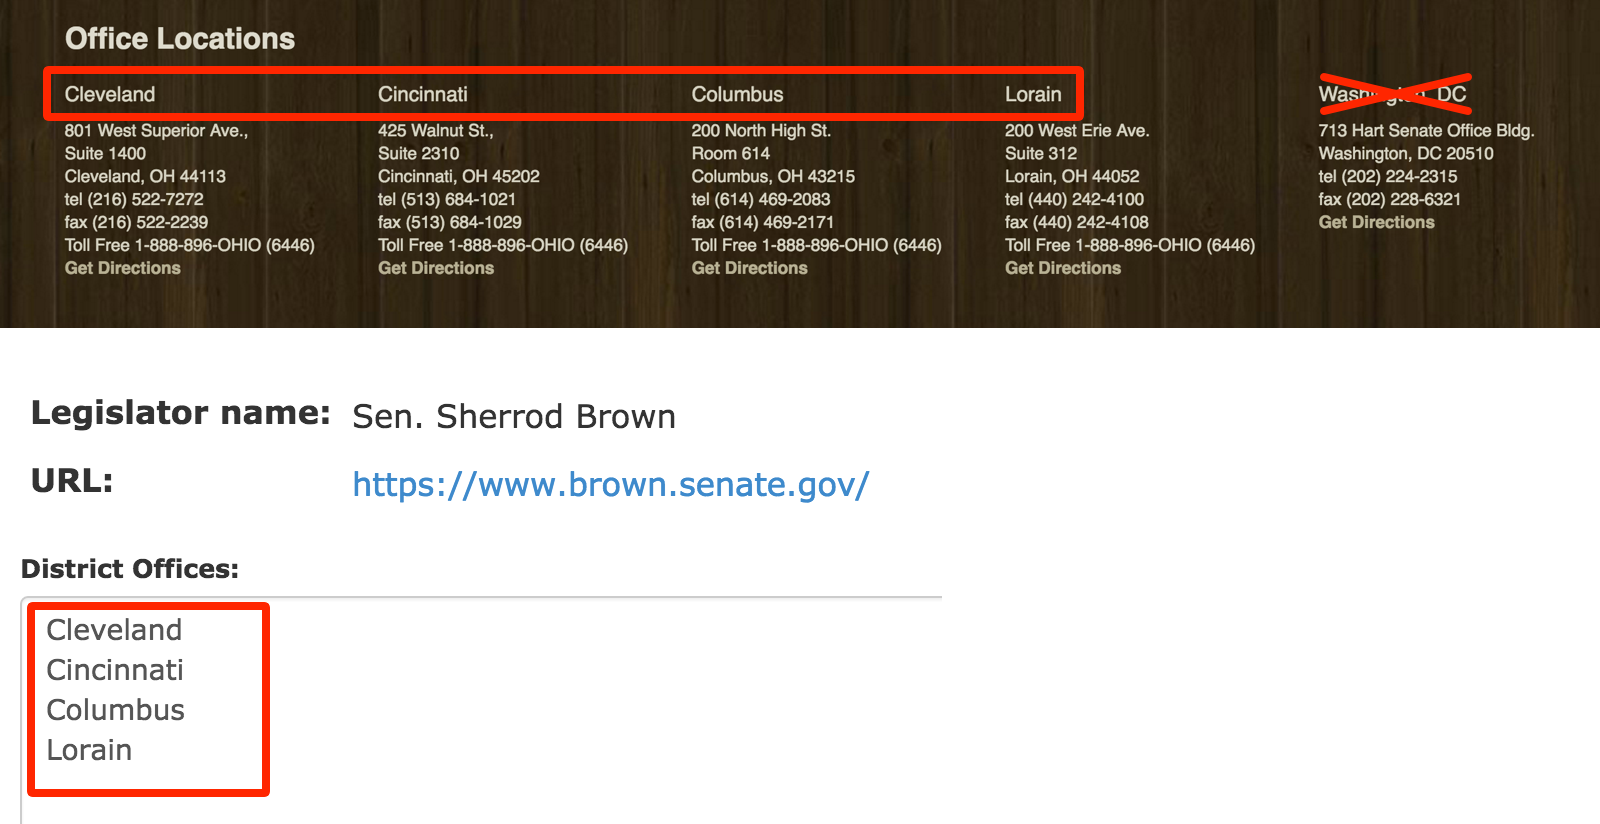 Office Locations
Cleveland
801 West Superior Ave.,
Suite 1400
Cleveland, OH 44113
tel (216) 522-7272
fax (216) 522-2239
Toll Free 1-888-896-OHIO (6446)
Get Directions
Cincinnati
425 Walnut St.,
Suite 2310
Cincinnati, OH 45202
tel (513) 684-1021
fax (513) 684-1029
Toll Free 1-888-896-OHIO (6446)
Get Directions
Columbus
200 North High St.
Room 614
Columbus, OH 43215
tel (614) 469-2083
fax (614) 469-2171
Toll Free 1-888-896-OHIO (6446)
Get Directions
Lorain
200 West Erie Ave.
Suite 312
Lorain, OH 44052
tel (440) 242-4100
fax (440) 242-4108
Toll Free 1-888-896-OHIO (6446)
Get Directions
Washington, DC
713 Hart Senate Office Bldg.
Washington, DC 20510
tel (202) 224-2315
fax (202) 228-6321
Get Directions
Legislator name: Sen. Sherrod Brown
URL: https://www.brown.senate.gov/
District Offices:
Cleveland
Cincinnati
Columbus
Lorain